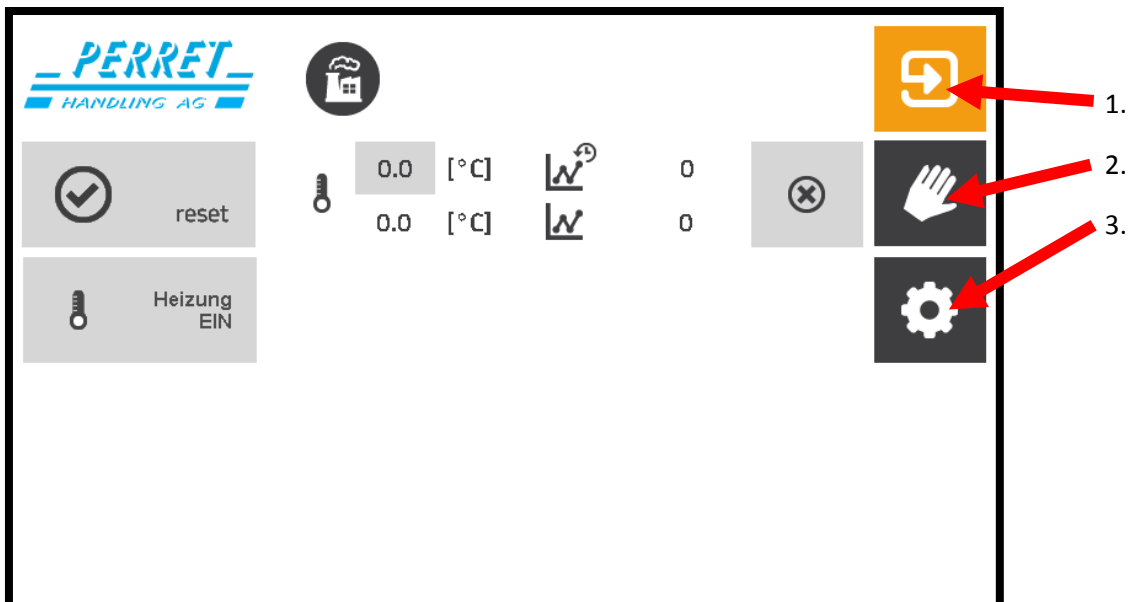 PERRET
HANDLING AG
1.
0.0 [°C] 0
2.
reset
0.0 [°C] 0
3.
Heizung
EIN